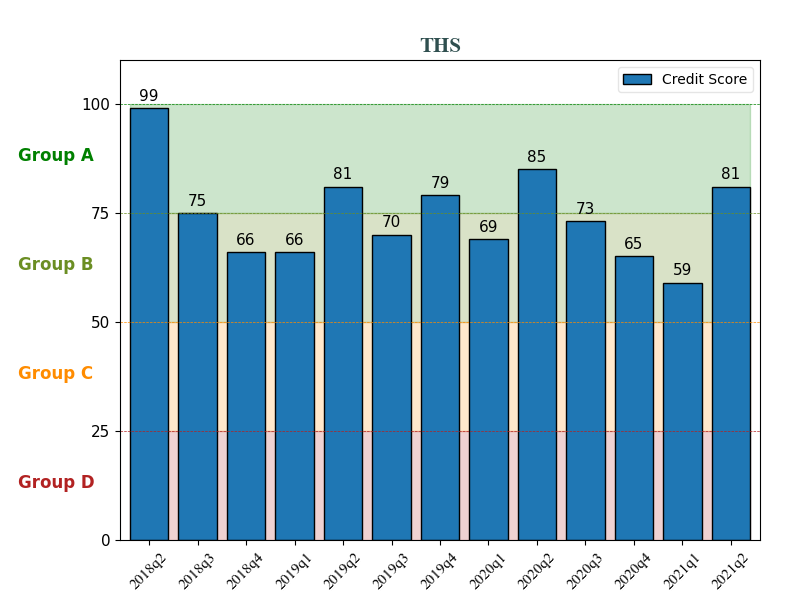 THS
Credit Score
100
75
50
25
0
Group A
Group B
Group C
Group D
99
75
66
66
81
70
79
69
85
73
65
59
81
2018q2
2018q3
2018q4
2019q1
2019q2
2019q3
2019q4
2020q1
2020q2
2020q3
2020q4
2021q1
2021q2